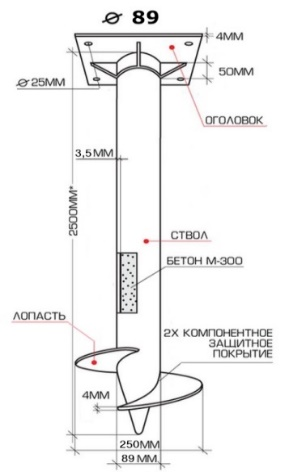 ⌀ 89
4ММ
50ММ
⌀25ММ
ОГОЛОВОК
3,5ММ
2500ММ*
СТВОЛ
БЕТОН М-300
ЛОПАСТЬ
2Х КОМПОНЕНТНОЕ
ЗАЩИТНОЕ
ПОКРЫТИЕ
4ММ
250ММ
89 ММ